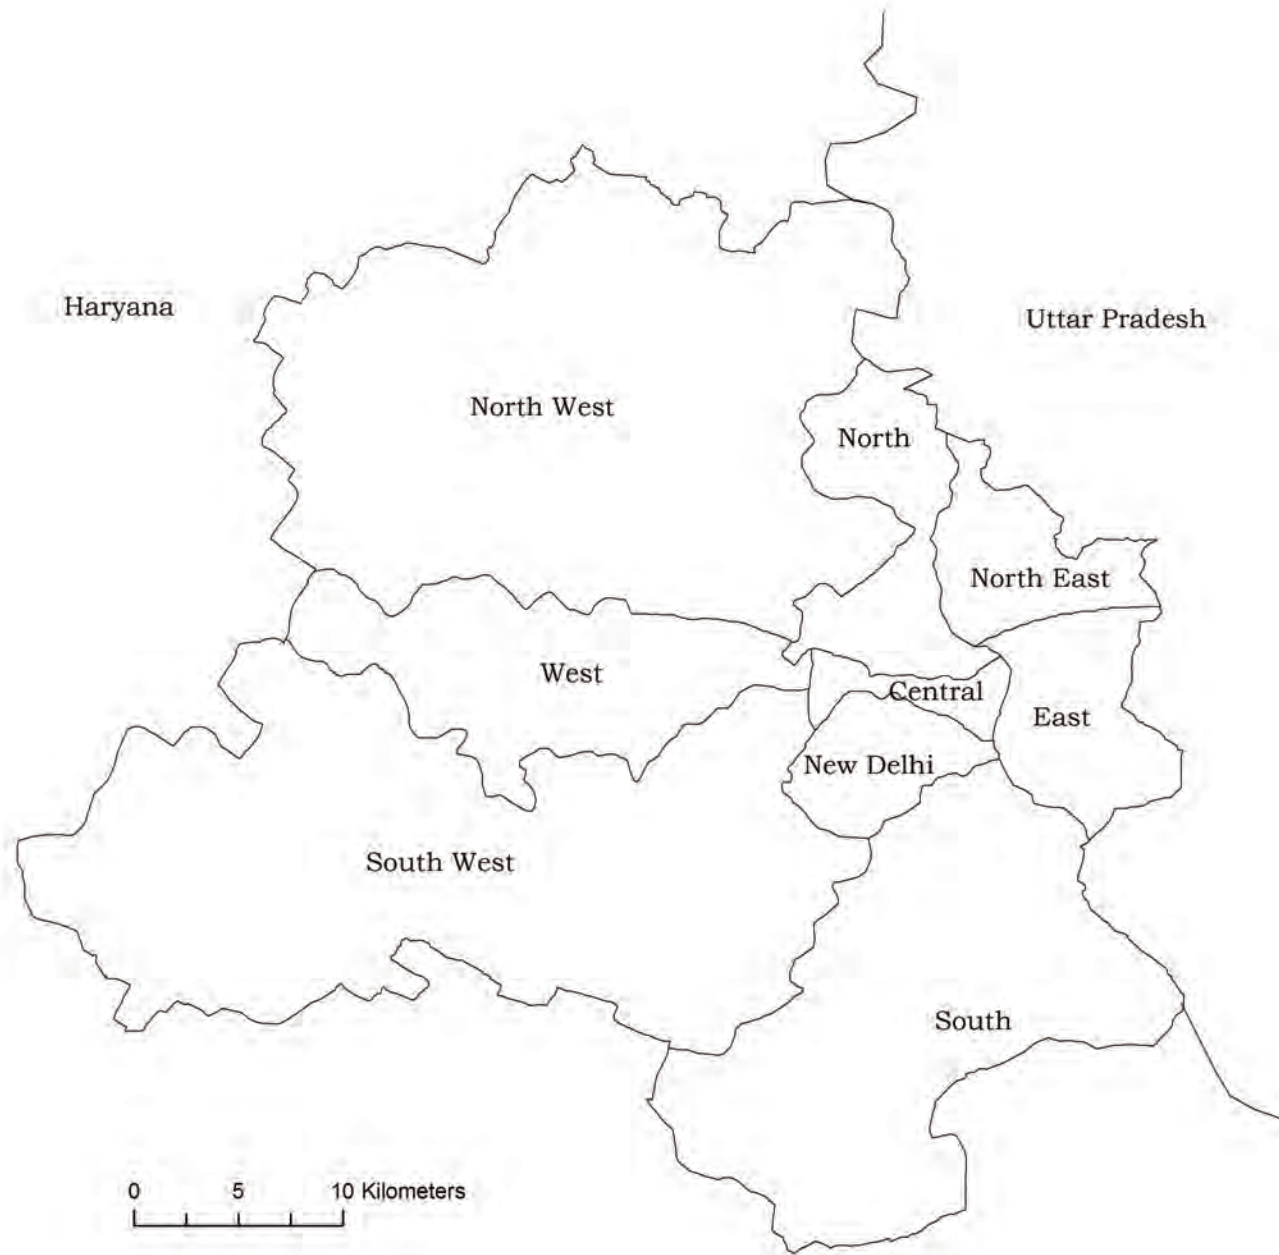 Haryana
Uttar Pradesh
North West
North
North East
West
Central
East
New Delhi
South West
South
0 5 10 Kilometers